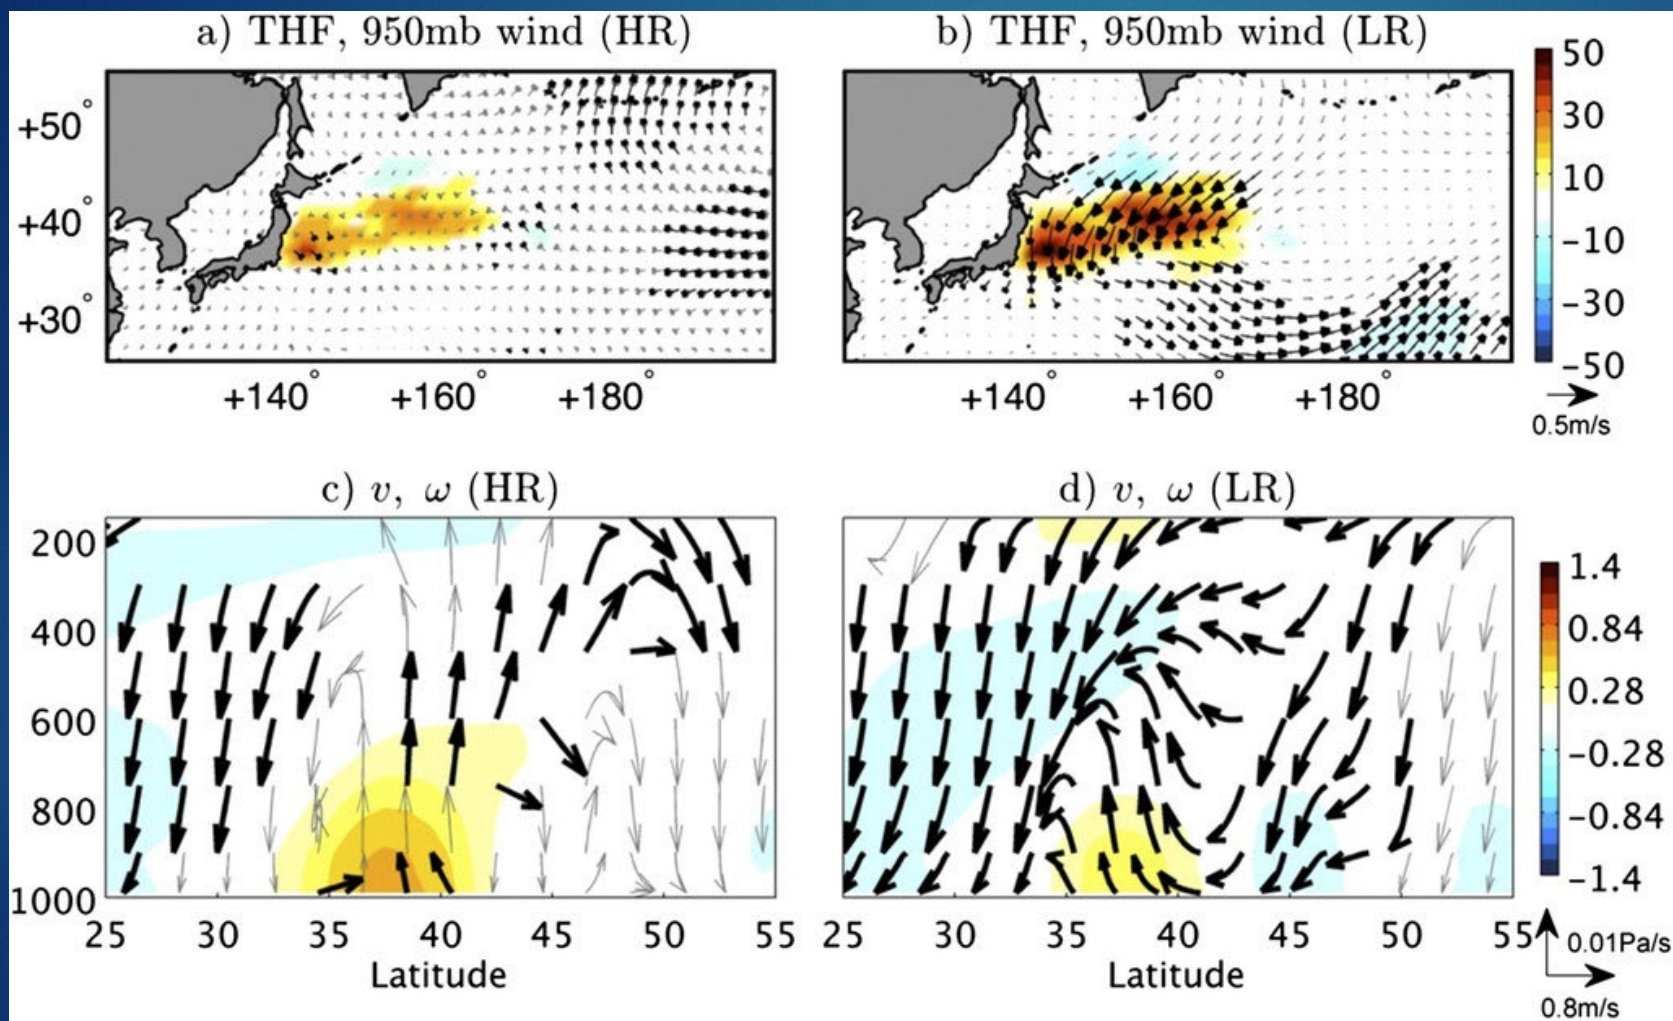 a) THF, 950mb wind (HR)
b) THF, 950mb wind (LR)
+50°
+40°
+30°
+140° +160° +180°
+140° +160° +180°
50
30
10
−10
−30
−50
0.5m/s
c) v, ω (HR)
d) v, ω (LR)
200
400
600
800
1000
25 30 35 40 45 50 55
Latitude
25 30 35 40 45 50 55
Latitude
1.4
0.84
0.28
−0.28
−0.84
−1.4
0.01Pa/s
0.8m/s